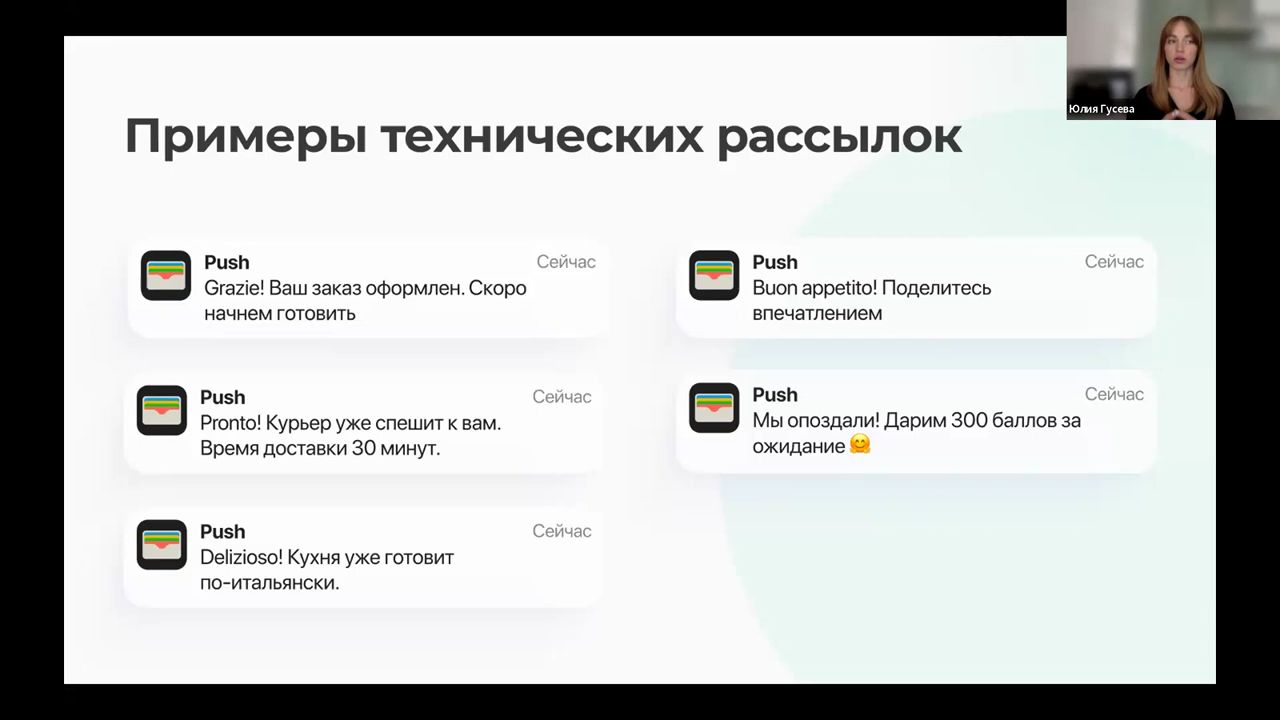 Юлия Гусева
Примеры технических рассылок
Push
Сейчас
Grazie! Ваш заказ оформлен. Скоро
начнем готовить
Push
Сейчас
Pronto! Курьер уже спешит к вам.
Время доставки 30 минут.
Push
Сейчас
Delizioso! Кухня уже готовит
по-итальянски.
Push
Сейчас
Buon appetito! Поделитесь
впечатлением
Push
Сейчас
Мы опоздали! Дарим 300 баллов за
ожидание 🤗